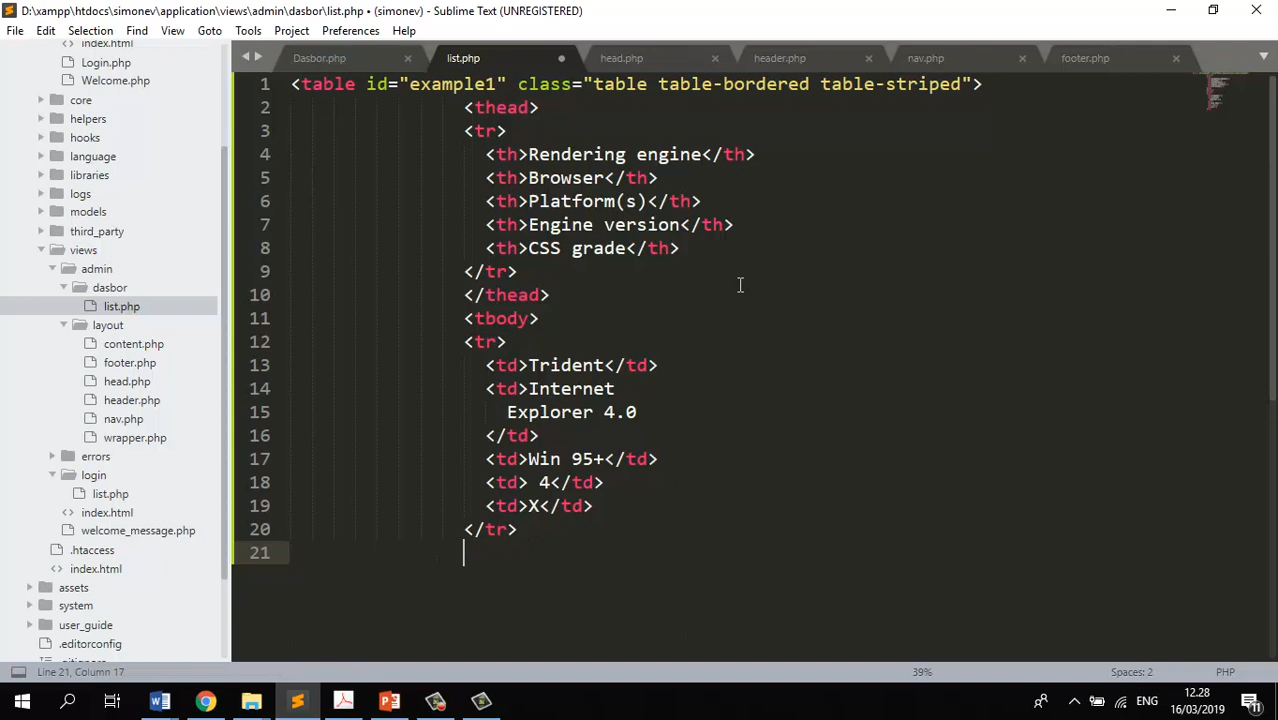 D:\xampp\htdocs\simonev\application\views\admin\dasbor\list.php • (simonev) - Sublime Text (UNREGISTERED)
File Edit Selection Find View Goto Tools Project Preferences Help
index.html
Login.php
Welcome.php
core
helpers
hooks
language
libraries
logs
models
third_party
views
admin
dasbor
list.php
layout
content.php
footer.php
head.php
header.php
nav.php
wrapper.php
errors
login
list.php
index.html
welcome_message.php
.htaccess
index.html
assets
system
user_guide
.editorconfig
Dasbor.php list.php head.php header.php nav.php footer.php
1 <table id="example1" class="table table-bordered table-striped">
2 <thead>
3 <tr>
4 <th>Rendering engine</th>
5 <th>Browser</th>
6 <th>Platform(s)</th>
7 <th>Engine version</th>
8 <th>CSS grade</th>
9 </tr>
10 </thead>
11 <tbody>
12 <tr>
13 <td>Trident</td>
14 <td>Internet
15 Explorer 4.0
16 </td>
17 <td>Win 95+</td>
18 <td> 4</td>
19 <td>X</td>
20 </tr>
21
Line 21, Column 17 39% Spaces: 2 PHP
ENG
12.28
16/03/2019
11